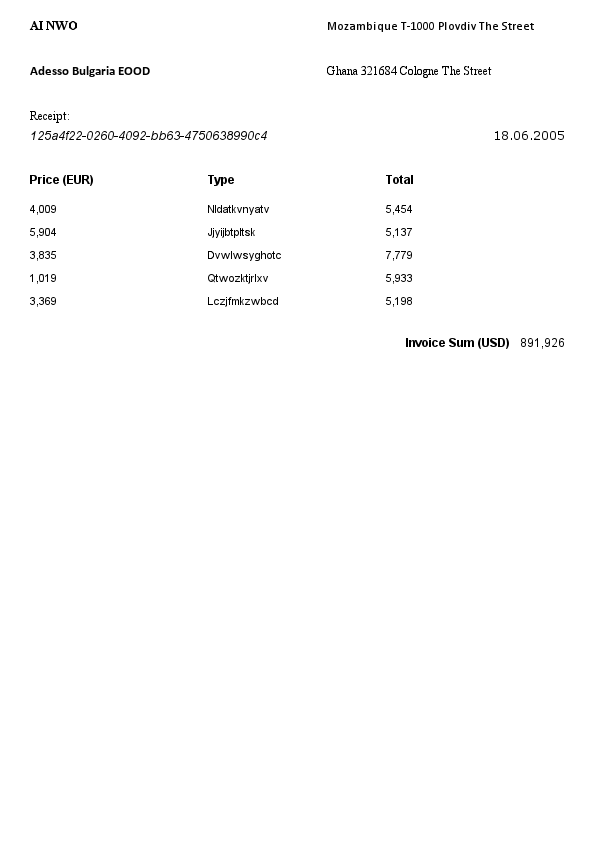 AI NWO Mozambique T-1000 Plovdiv The Street
Adesso Bulgaria EOOD Ghana 321684 Cologne The Street
Receipt:
125a4f22-0260-4092-bb63-4750638990c4 18.06.2005
Price (EUR) Type Total
4,009 Nldatkvnyatv 5,454
5,904 Jjyijbtpltsk 5,137
3,835 Dvwlwsyghotc 7,779
1,019 Qtwozktjrlxv 5,933
3,369 Lczjfmkzwbcd 5,198
Invoice Sum (USD) 891,926